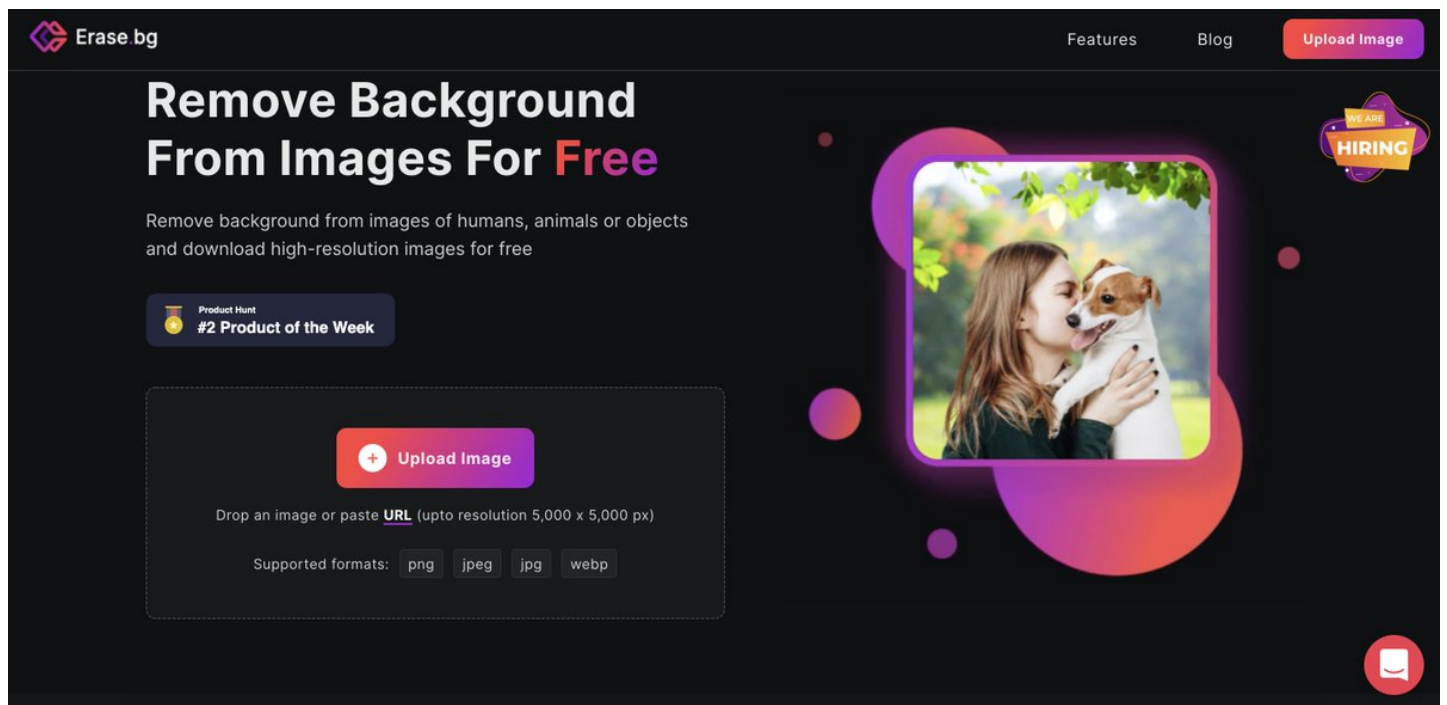 Erase.bg
Features
Blog
Upload Image
Remove Background
From Images For Free
WE ARE
HIRING
Remove background from images of humans, animals or objects
and download high-resolution images for free
Product Hunt
#2 Product of the Week
Upload Image
Drop an image or paste URL (upto resolution 5,000 x 5,000 px)
Supported formats: png jpeg jpg webp